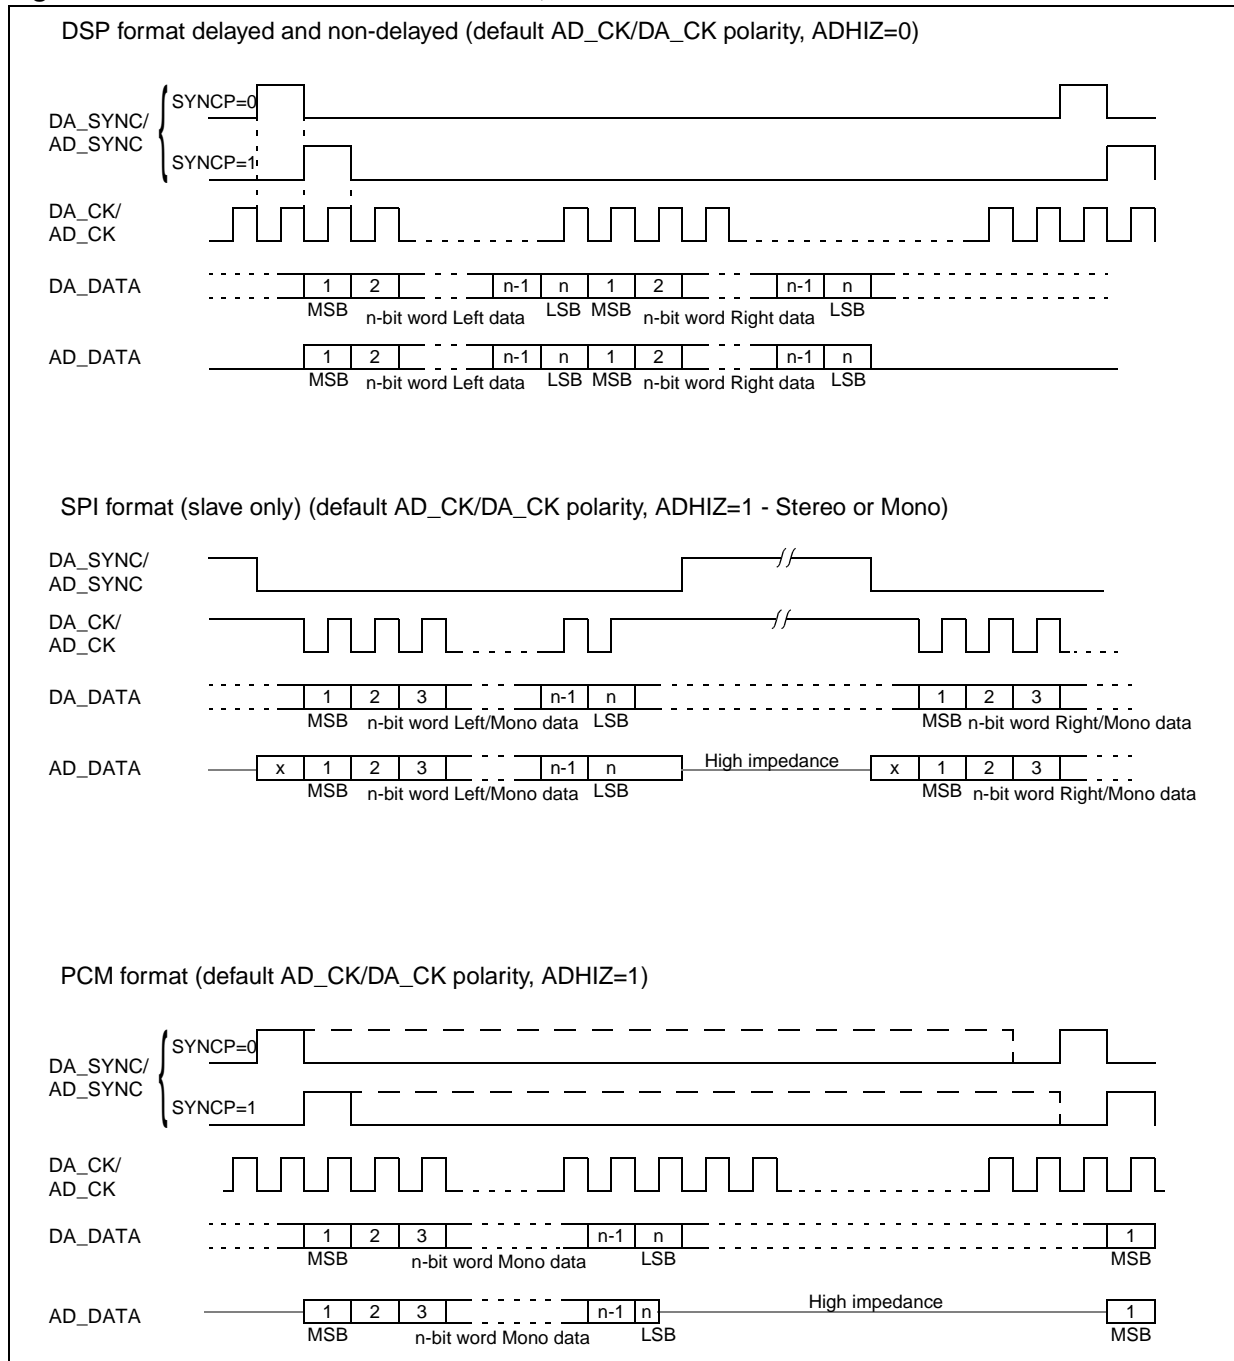 DSP format delayed and non-delayed (default AD_CK/DA_CK polarity, ADHIZ=0)
SYNCP=0
DA_SYNC/
AD_SYNC
SYNCP=1
DA_CK/
AD_CK
DA_DATA 1 2 n-1 n 1 2 n-1 n
MSB n-bit word Left data LSB MSB n-bit word Right data LSB
AD_DATA 1 2 n-1 n 1 2 n-1 n
MSB n-bit word Left data LSB MSB n-bit word Right data LSB
SPI format (slave only) (default AD_CK/DA_CK polarity, ADHIZ=1 - Stereo or Mono)
DA_SYNC/
AD_SYNC
DA_CK/
AD_CK
DA_DATA 1 2 3 n-1 n 1 2 3
MSB n-bit word Left/Mono data LSB MSB n-bit word Right/Mono data
AD_DATA x 1 2 3 n-1 n High impedance x 1 2 3
MSB n-bit word Left/Mono data LSB MSB n-bit word Right/Mono data
PCM format (default AD_CK/DA_CK polarity, ADHIZ=1)
SYNCP=0
DA_SYNC/
AD_SYNC
SYNCP=1
DA_CK/
AD_CK
DA_DATA 1 2 3 n-1 n 1
MSB n-bit word Mono data LSB MSB
AD_DATA 1 2 3 n-1 n High impedance 1
MSB n-bit word Mono data LSB MSB